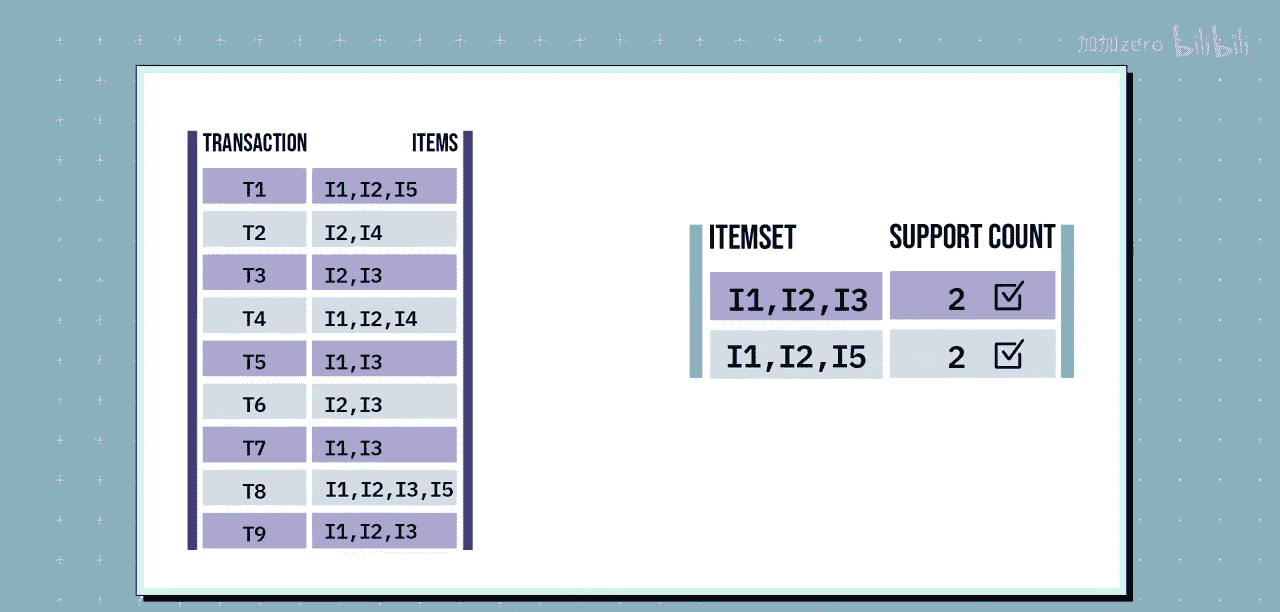 加加zero bilibili
TRANSACTION ITEMS
T1 I1,I2,I5
T2 I2,I4
T3 I2,I3
T4 I1,I2,I4
T5 I1,I3
T6 I2,I3
T7 I1,I3
T8 I1,I2,I3,I5
T9 I1,I2,I3
ITEMSET SUPPORT COUNT
I1,I2,I3 2
I1,I2,I5 2